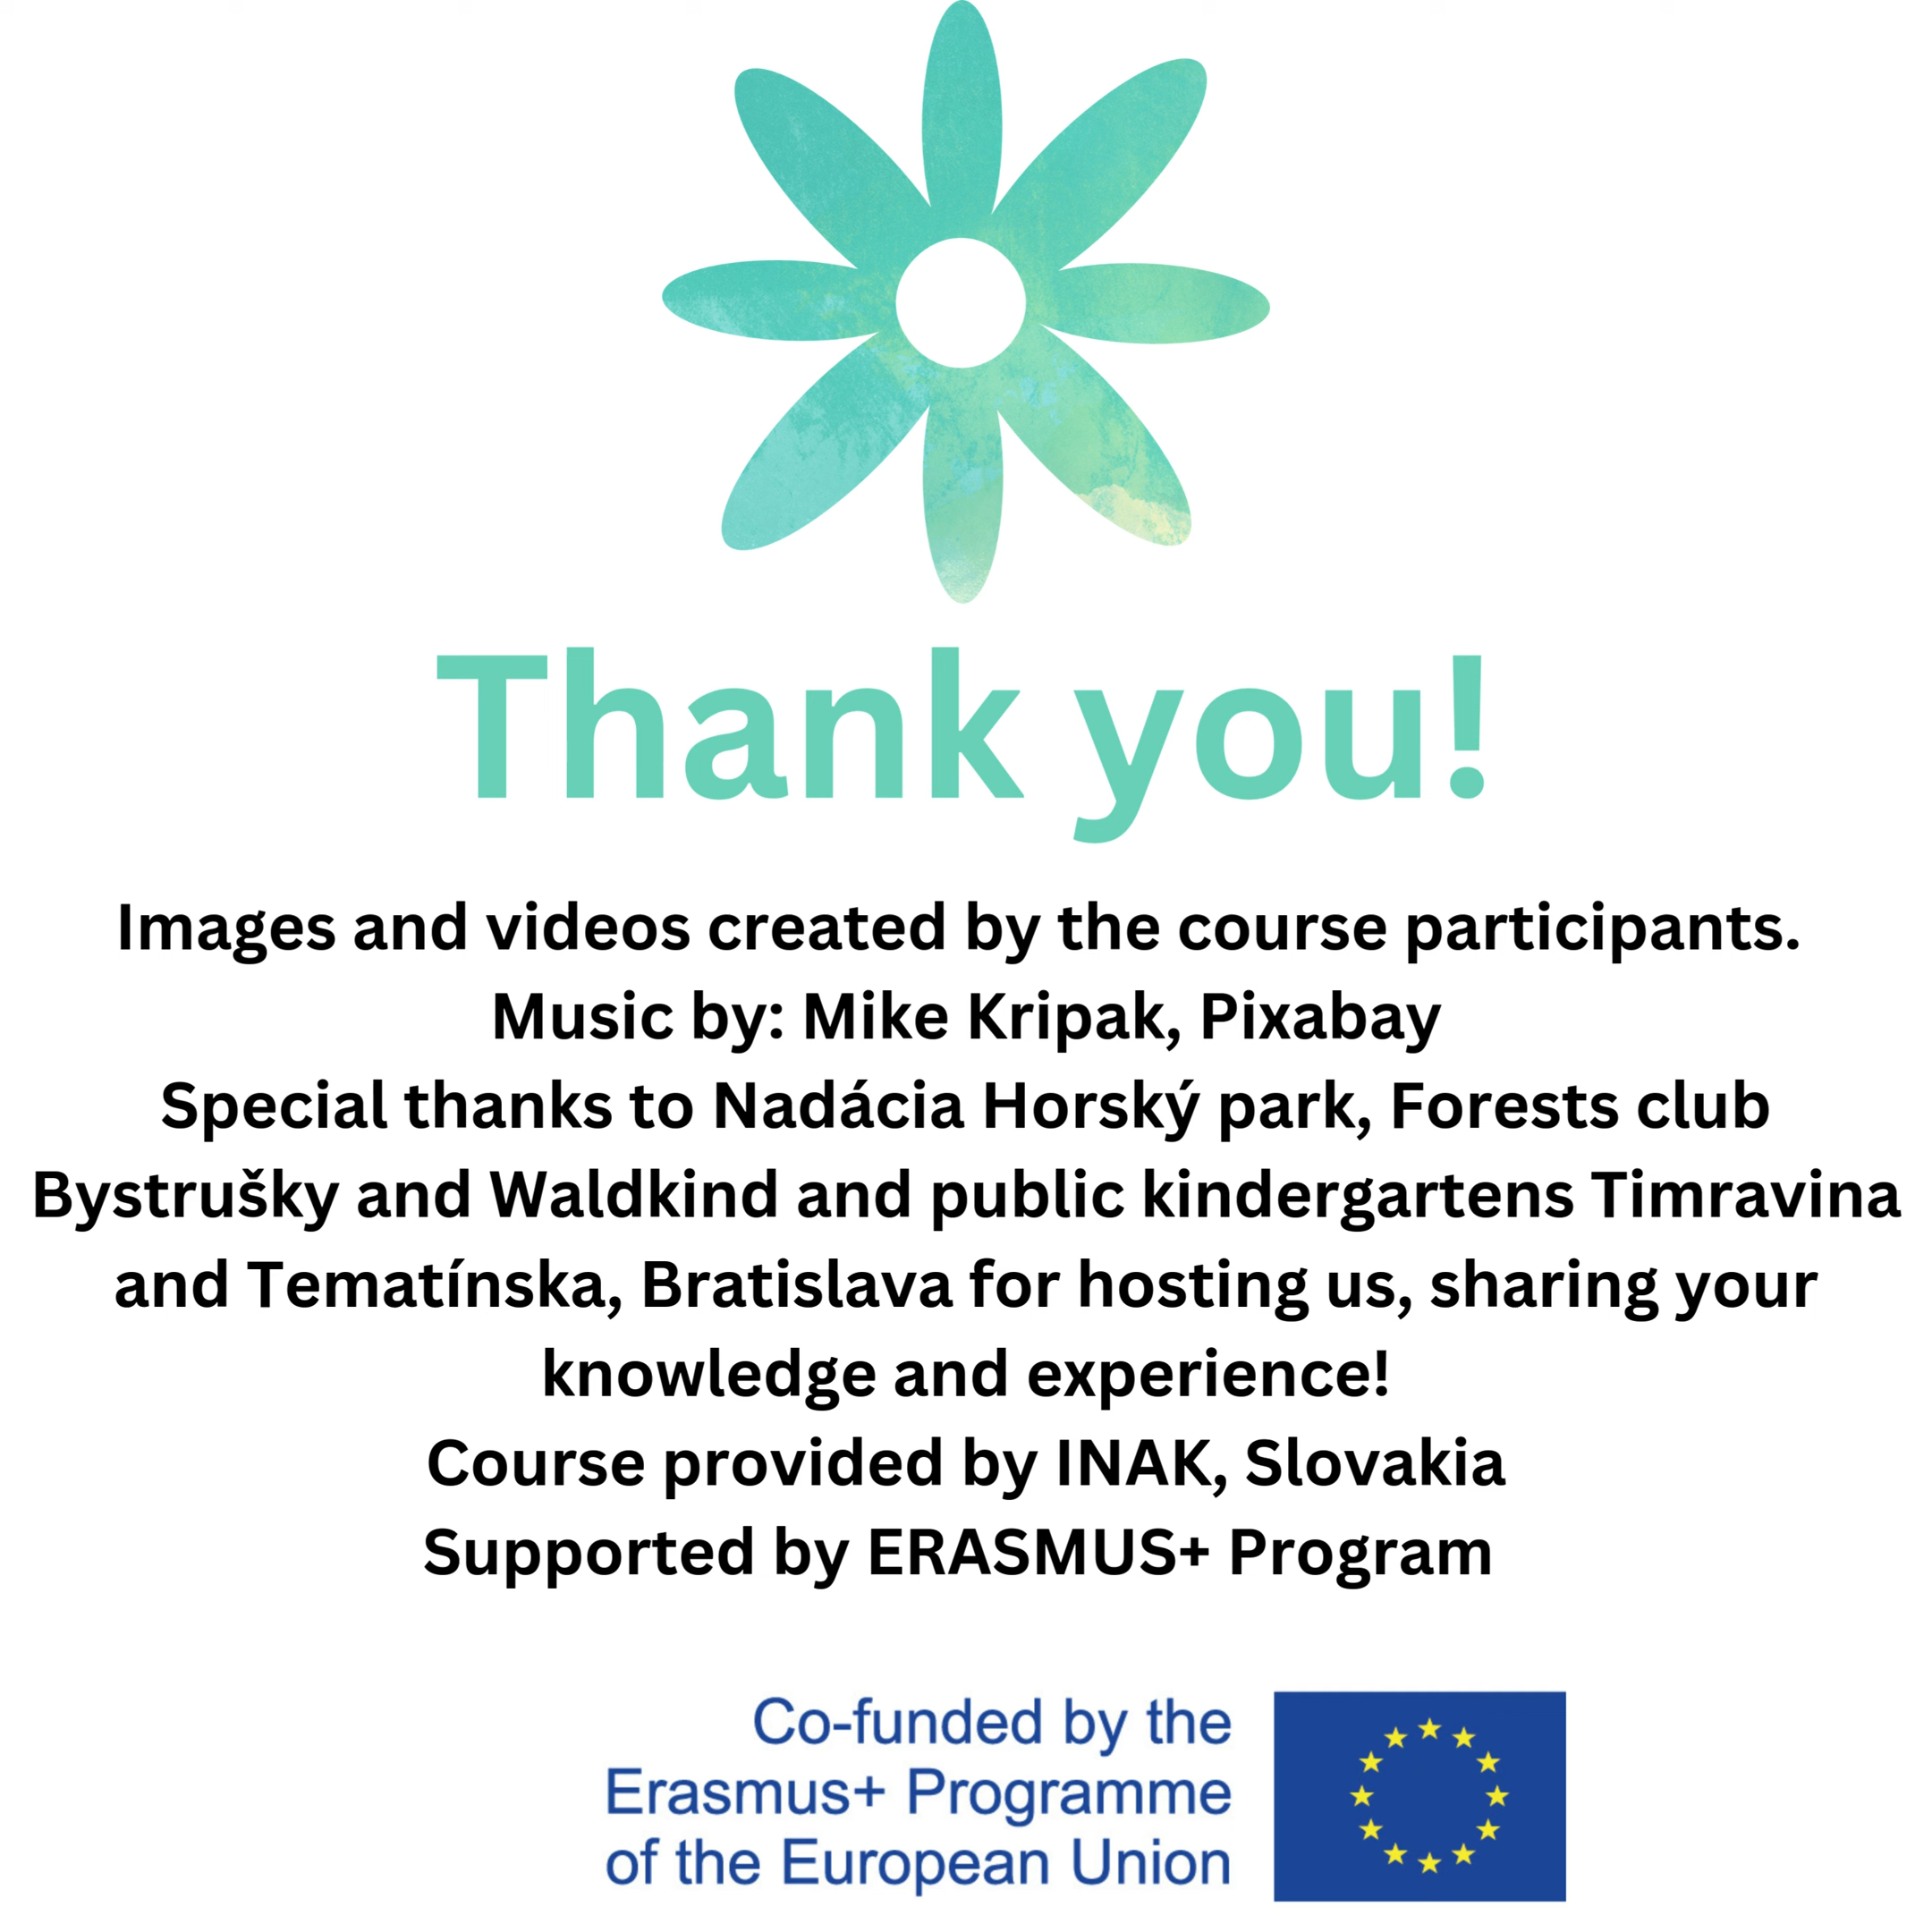 Thank you!
Images and videos created by the course participants.
Music by: Mike Kripak, Pixabay
Special thanks to Nadácia Horský park, Forests club
Bystrušky and Waldkind and public kindergartens Timravina
and Tematínska, Bratislava for hosting us, sharing your
knowledge and experience!
Course provided by INAK, Slovakia
Supported by ERASMUS+ Program
Co-funded by the
Erasmus+ Programme
of the European Union